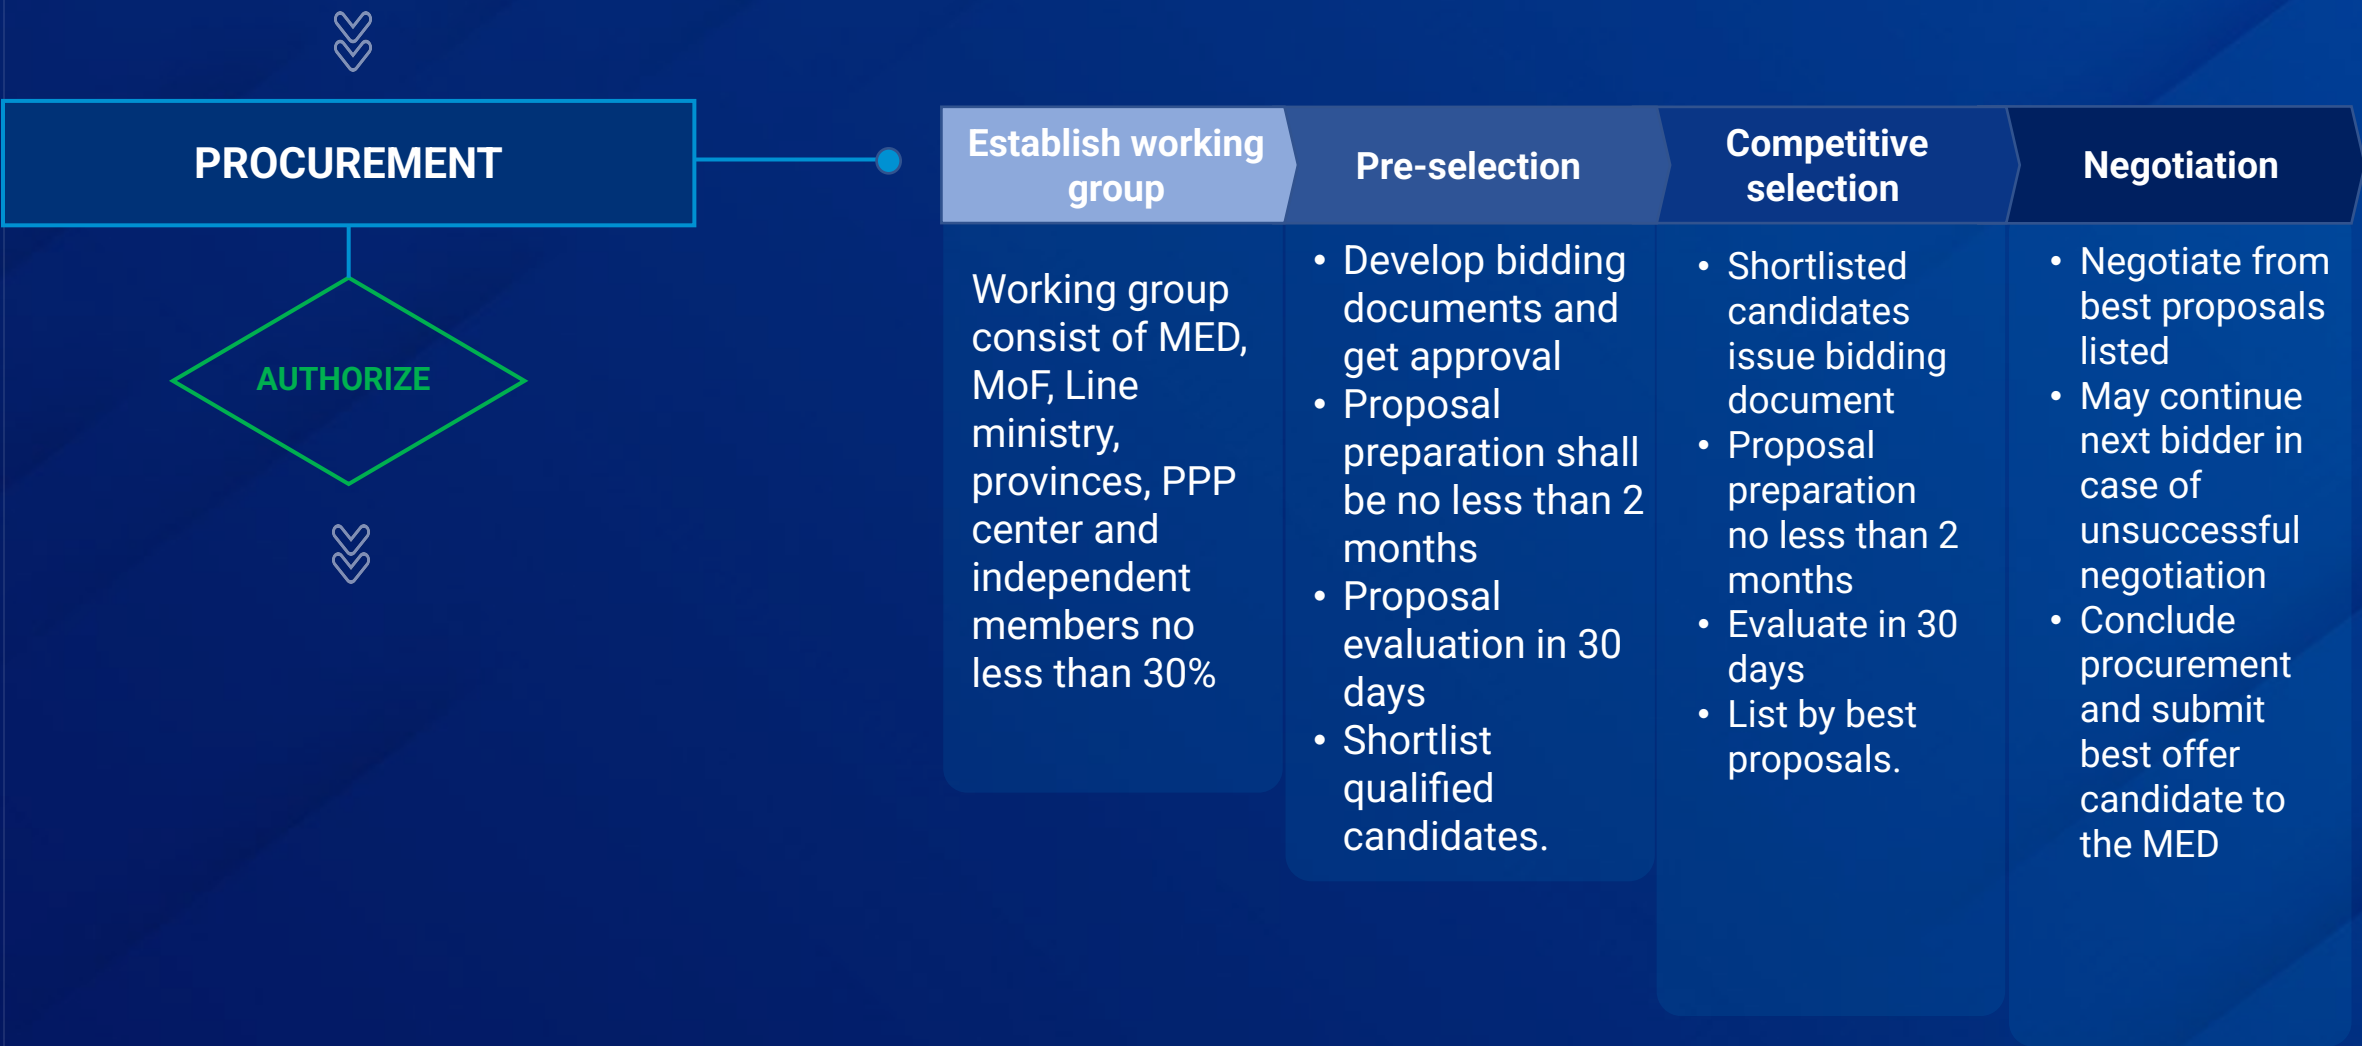 PROCUREMENT
AUTHORIZE
Establish working
group
Working group
consist of MED,
MoF, Line
ministry,
provinces, PPP
center and
independent
members no
less than 30%
Pre-selection
• Develop bidding
documents and
get approval
• Proposal
preparation shall
be no less than 2
months
• Proposal
evaluation in 30
days
• Shortlist
qualified
candidates.
Competitive
selection
• Shortlisted
candidates
issue bidding
document
• Proposal
preparation
no less than 2
months
• Evaluate in 30
days
• List by best
proposals.
Negotiation
• Negotiate from
best proposals
listed
• May continue
next bidder in
case of
unsuccessful
negotiation
• Conclude
procurement
and submit
best offer
candidate to
the MED